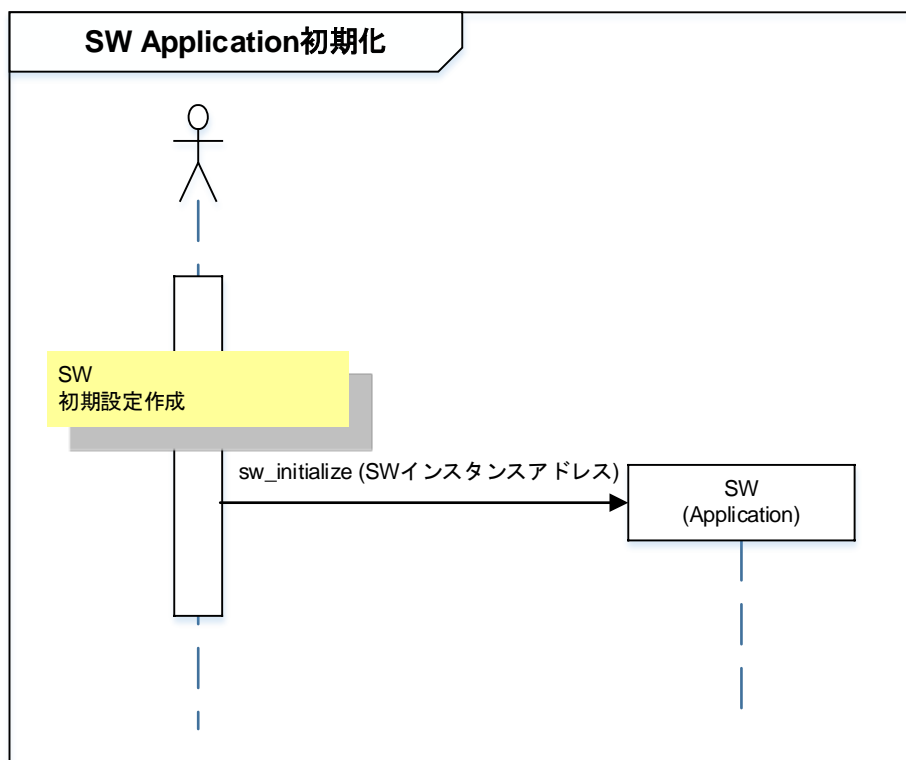 SW Application初期化
SW
初期設定作成
sw_initialize (SWインスタンスアドレス)
SW
(Application)